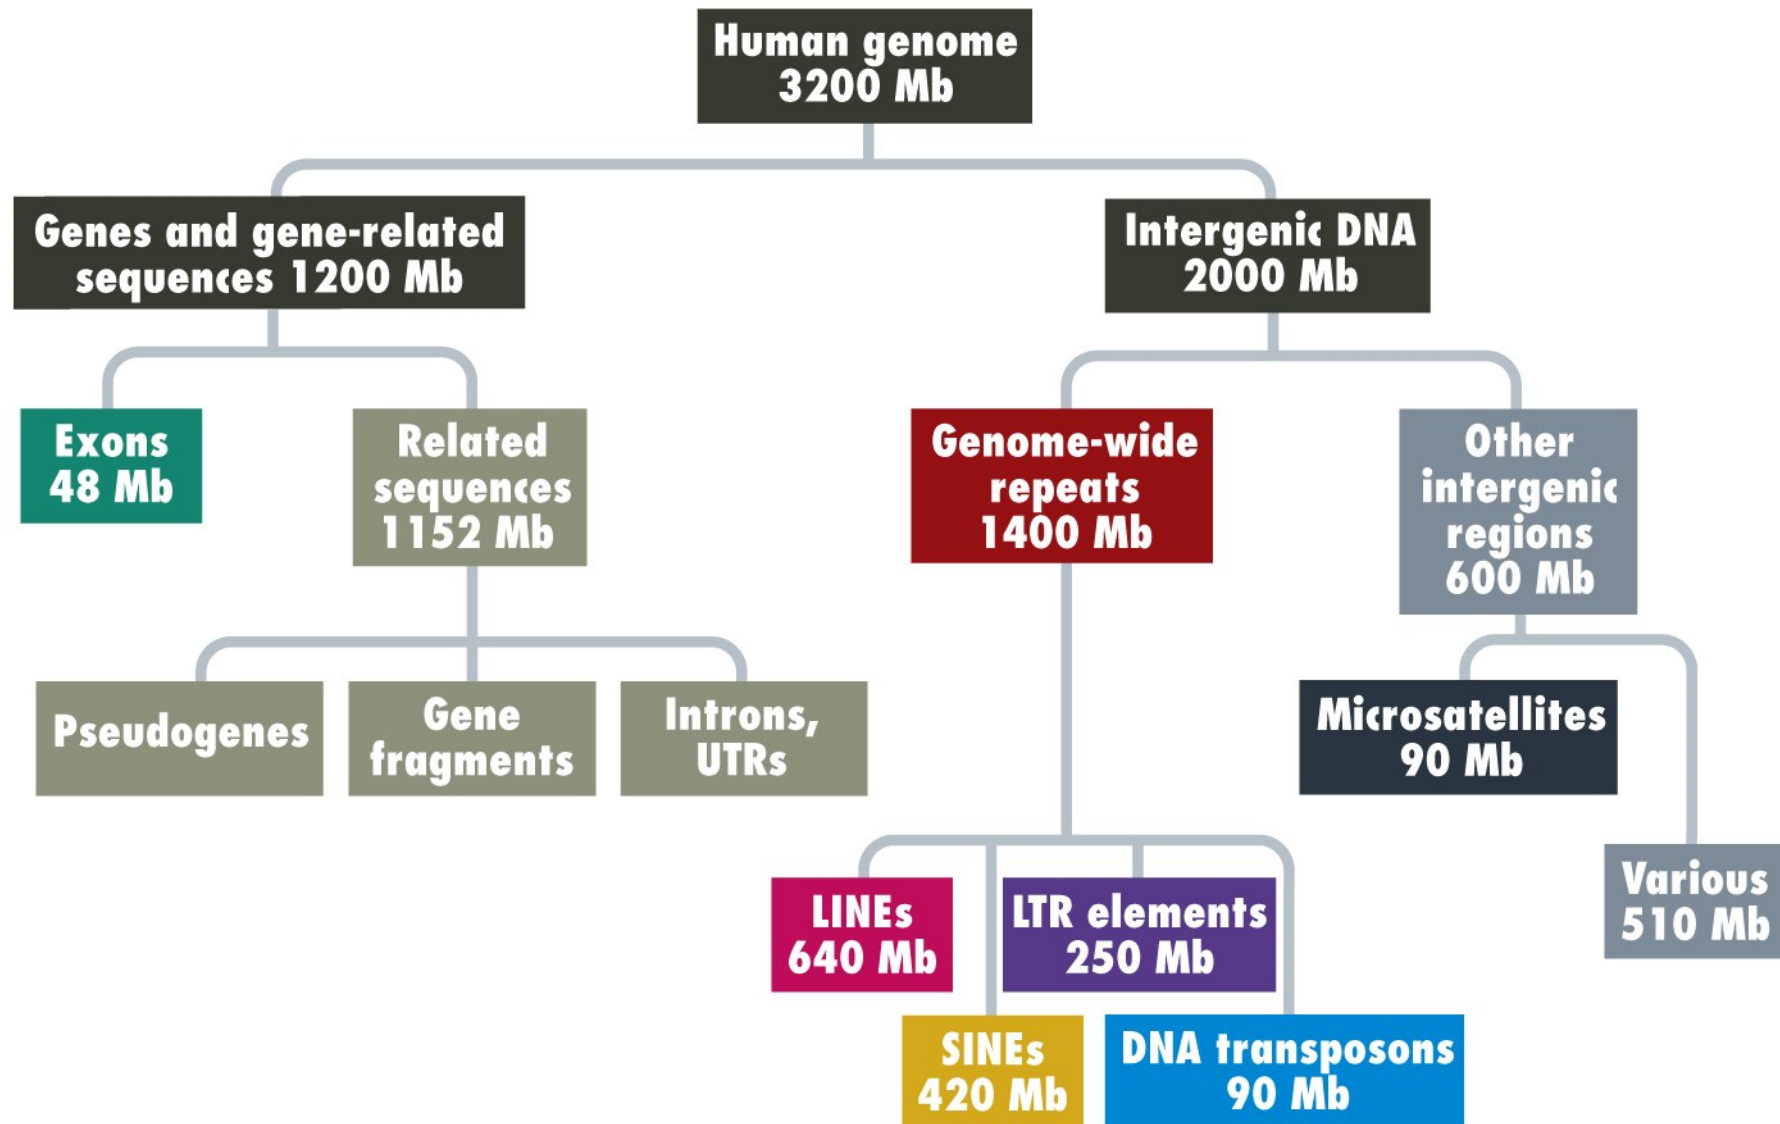 Human genome
3200 Mb
Genes and gene-related
sequences 1200 Mb
Intergenic DNA
2000 Mb
Exons
48 Mb
Related
sequences
1152 Mb
Genome-wide
repeats
1400 Mb
Other
intergenic
regions
600 Mb
Pseudogenes
Gene
fragments
Introns,
UTRs
Microsatellites
90 Mb
LINEs
640 Mb
LTR elements
250 Mb
Various
510 Mb
SINEs
420 Mb
DNA transposons
90 Mb